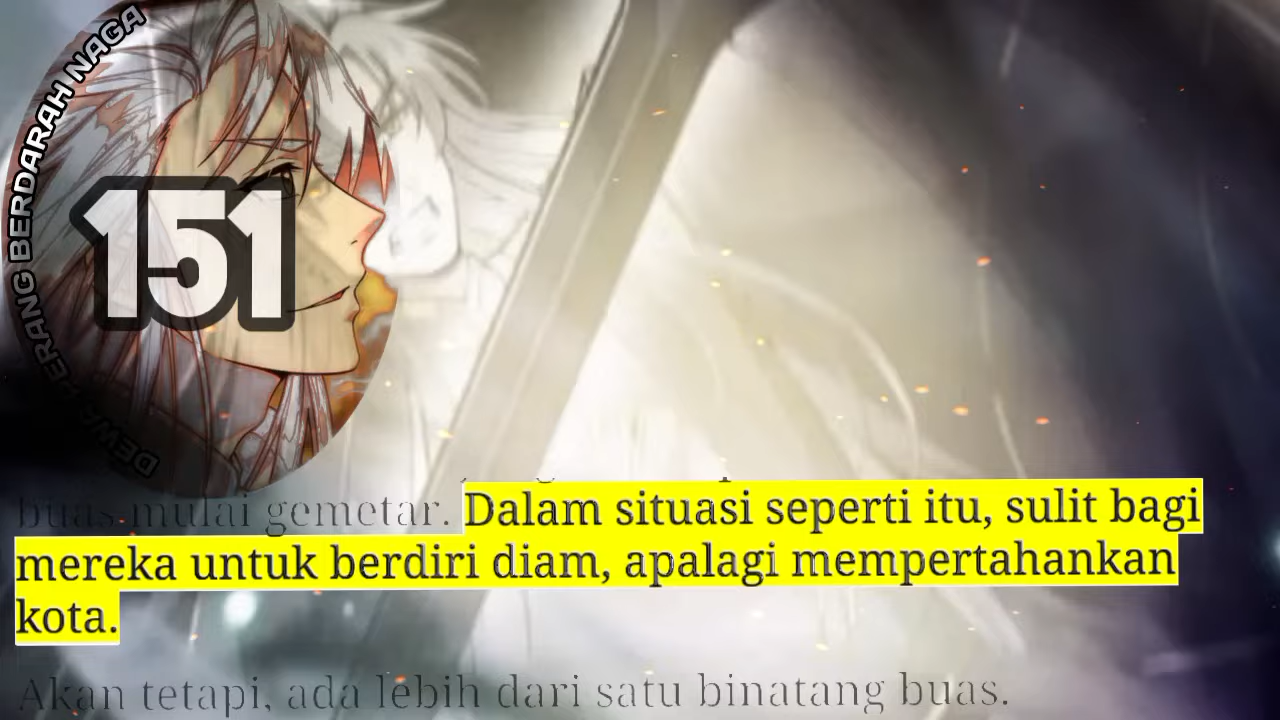 DEWA PERANG BERDARAH NAGA
151
buas mulai gemetar. Dalam situasi seperti itu, sulit bagi
mereka untuk berdiri diam, apalagi mempertahankan
kota.
Akan tetapi, ada lebih dari satu binatang buas.